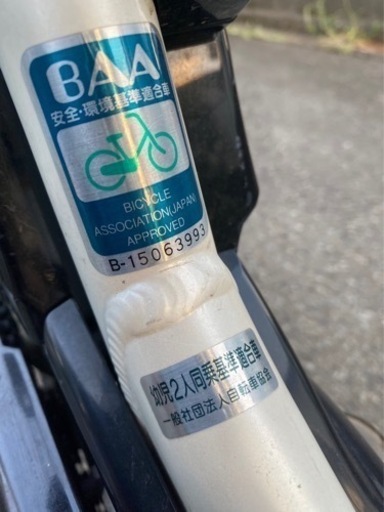 BAA
安全・環境基準適合車
BICYCLE
ASSOCIATION(JAPAN)
APPROVED
B-15063993
幼児2人同乗基準適合車
一般社団法人自転車協会